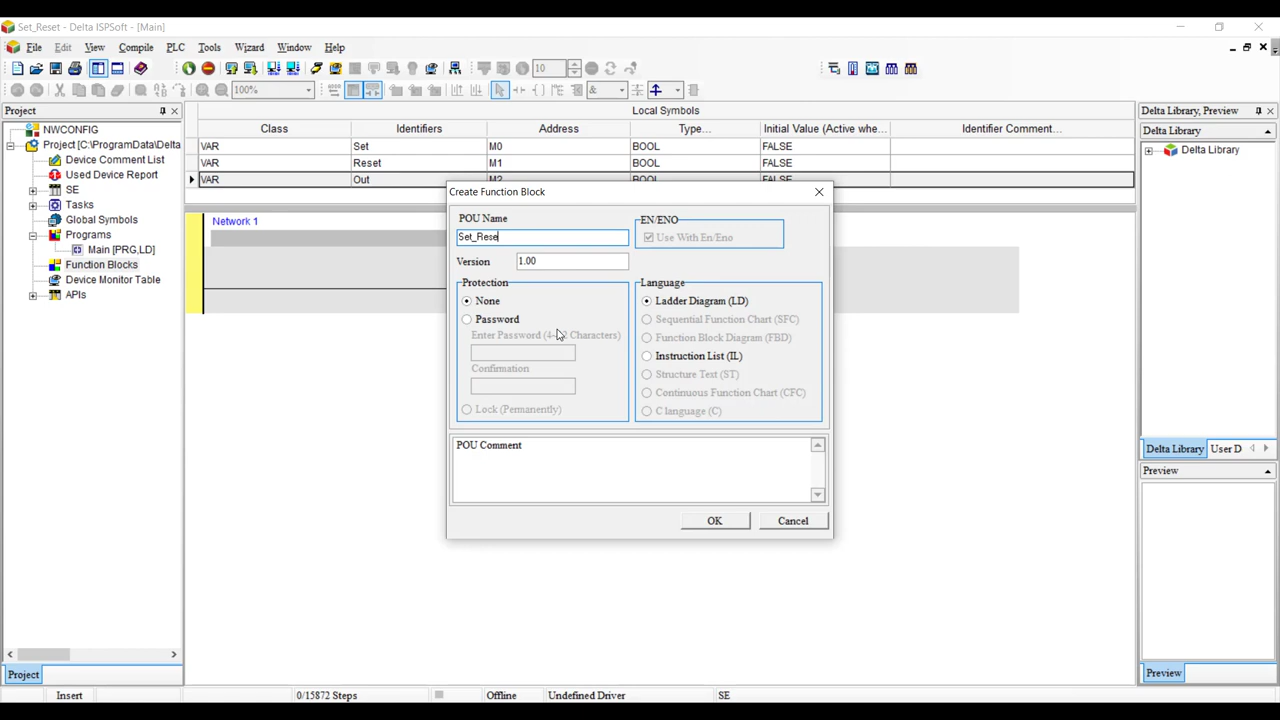 Set_Reset - Delta ISPSoft - [Main]
File Edit View Compile PLC Tools Wizard Window Help
10
100%
&
Project
NWCONFIG
Project [C:\ProgramData\Delta
Device Comment List
Used Device Report
SE
Tasks
Global Symbols
Programs
Main [PRG,LD]
Function Blocks
Device Monitor Table
APIs
Project
Local Symbols
Class Identifiers Address Type... Initial Value (Active whe... Identifier Comment...
VAR Set M0 BOOL FALSE
VAR Reset M1 BOOL FALSE
VAR Out M2 BOOL FALSE
Network 1
Create Function Block
POU Name
Set_Rese
Version 1.00
EN/ENO
Use With En/Eno
Protection
None
Password
Enter Password (4~12 Characters)
Confirmation
Lock (Permanently)
Language
Ladder Diagram (LD)
Sequential Function Chart (SFC)
Function Block Diagram (FBD)
Instruction List (IL)
Structure Text (ST)
Continuous Function Chart (CFC)
C language (C)
POU Comment
OK Cancel
Delta Library, Preview
Delta Library
Delta Library
Delta Library User D
Preview
Preview
Insert 0/15872 Steps Offline Undefined Driver SE